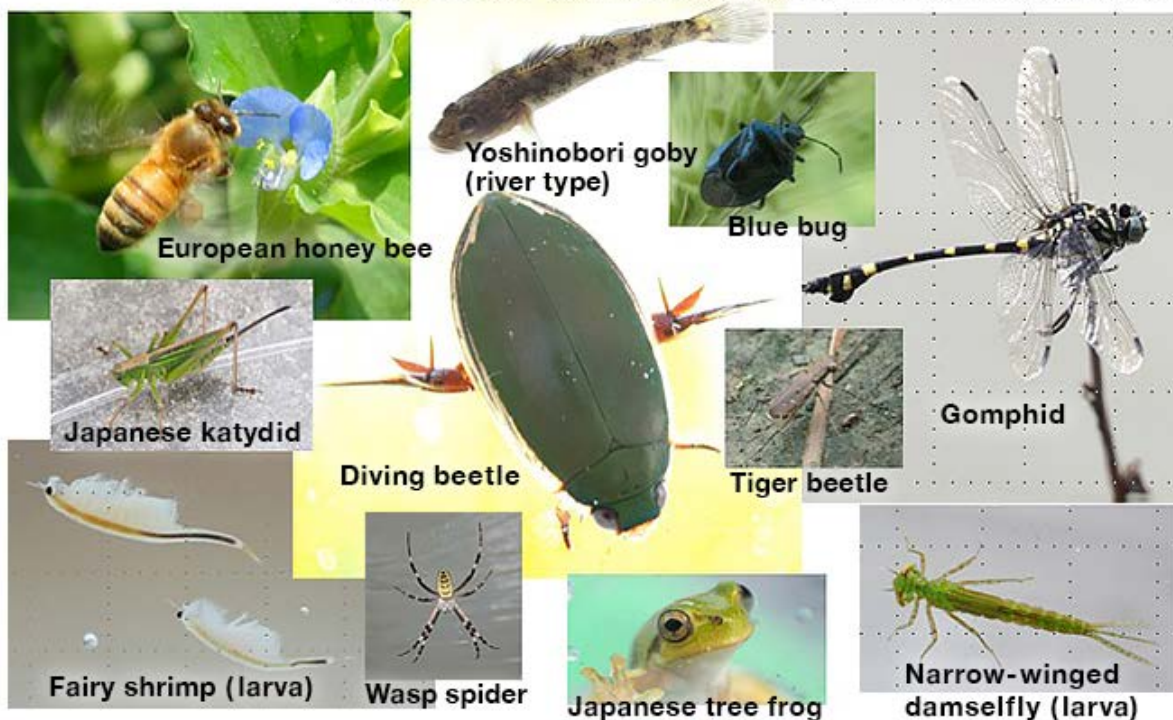 Yoshinobori goby
(river type)
Blue bug
European honey bee
Gomphid
Japanese katydid
Diving beetle
Tiger beetle
Fairy shrimp (larva)
Wasp spider
Japanese tree frog
Narrow-winged
damselfly (larva)